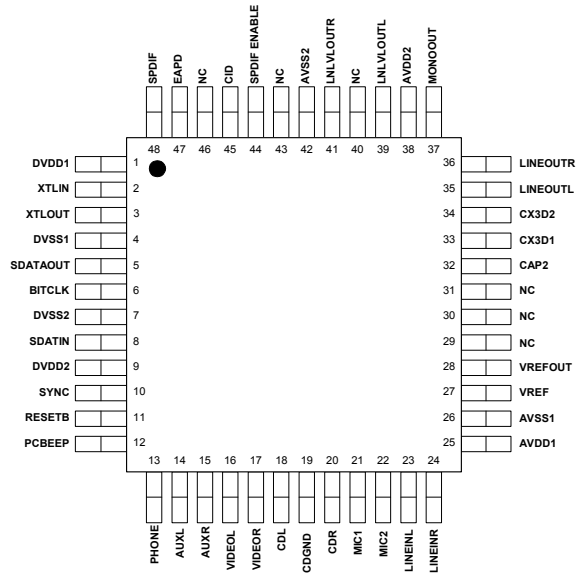 SPDIF
EAPD
NC
CID
SPDIF ENABLE
NC
AVSS2
LNLVLOUTR
NC
LNLVLOUTL
AVDD2
MONOOUT
48 47 46 45 44 43 42 41 40 39 38 37
DVDD1 1 36 LINEOUTR
XTLIN 2 35 LINEOUTL
XTLOUT 3 34 CX3D2
DVSS1 4 33 CX3D1
SDATAOUT 5 32 CAP2
BITCLK 6 31 NC
DVSS2 7 30 NC
SDATIN 8 29 NC
DVDD2 9 28 VREFOUT
SYNC 10 27 VREF
RESETB 11 26 AVSS1
PCBEEP 12 25 AVDD1
13 14 15 16 17 18 19 20 21 22 23 24
PHONE
AUXL
AUXR
VIDEOL
VIDEOR
CDL
CDGND
CDR
MIC1
MIC2
LINEINL
LINEINR